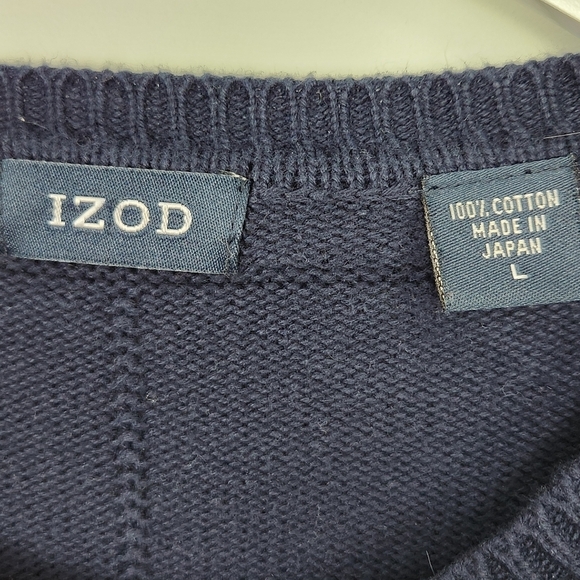 IZOD
100% COTTON
MADE IN
JAPAN
L